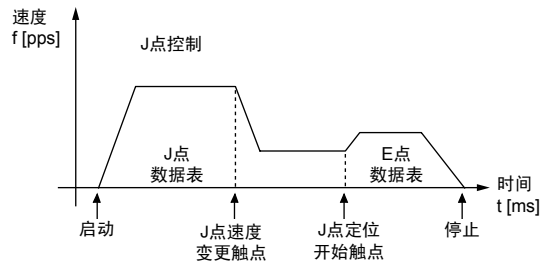 速度
f [pps]
J点控制
J点
数据表
E点
数据表
时间
t [ms]
启动
J点速度
变更触点
J点定位
开始触点
停止